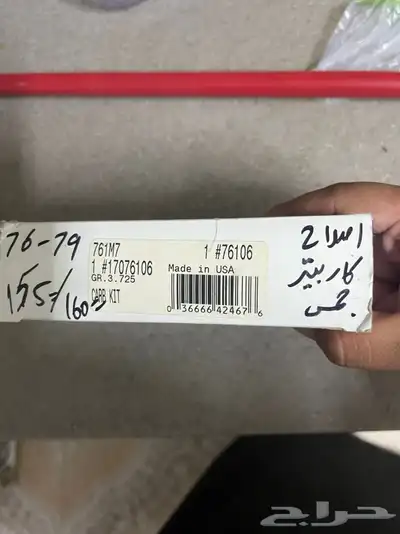 76-79
155/
160=
761M7
1 #76106
1 #17076106
GR.3.725
Made in USA
CARB KIT
0 36666 42467 6
اصلاح
كاربيتر
جمس
حراج